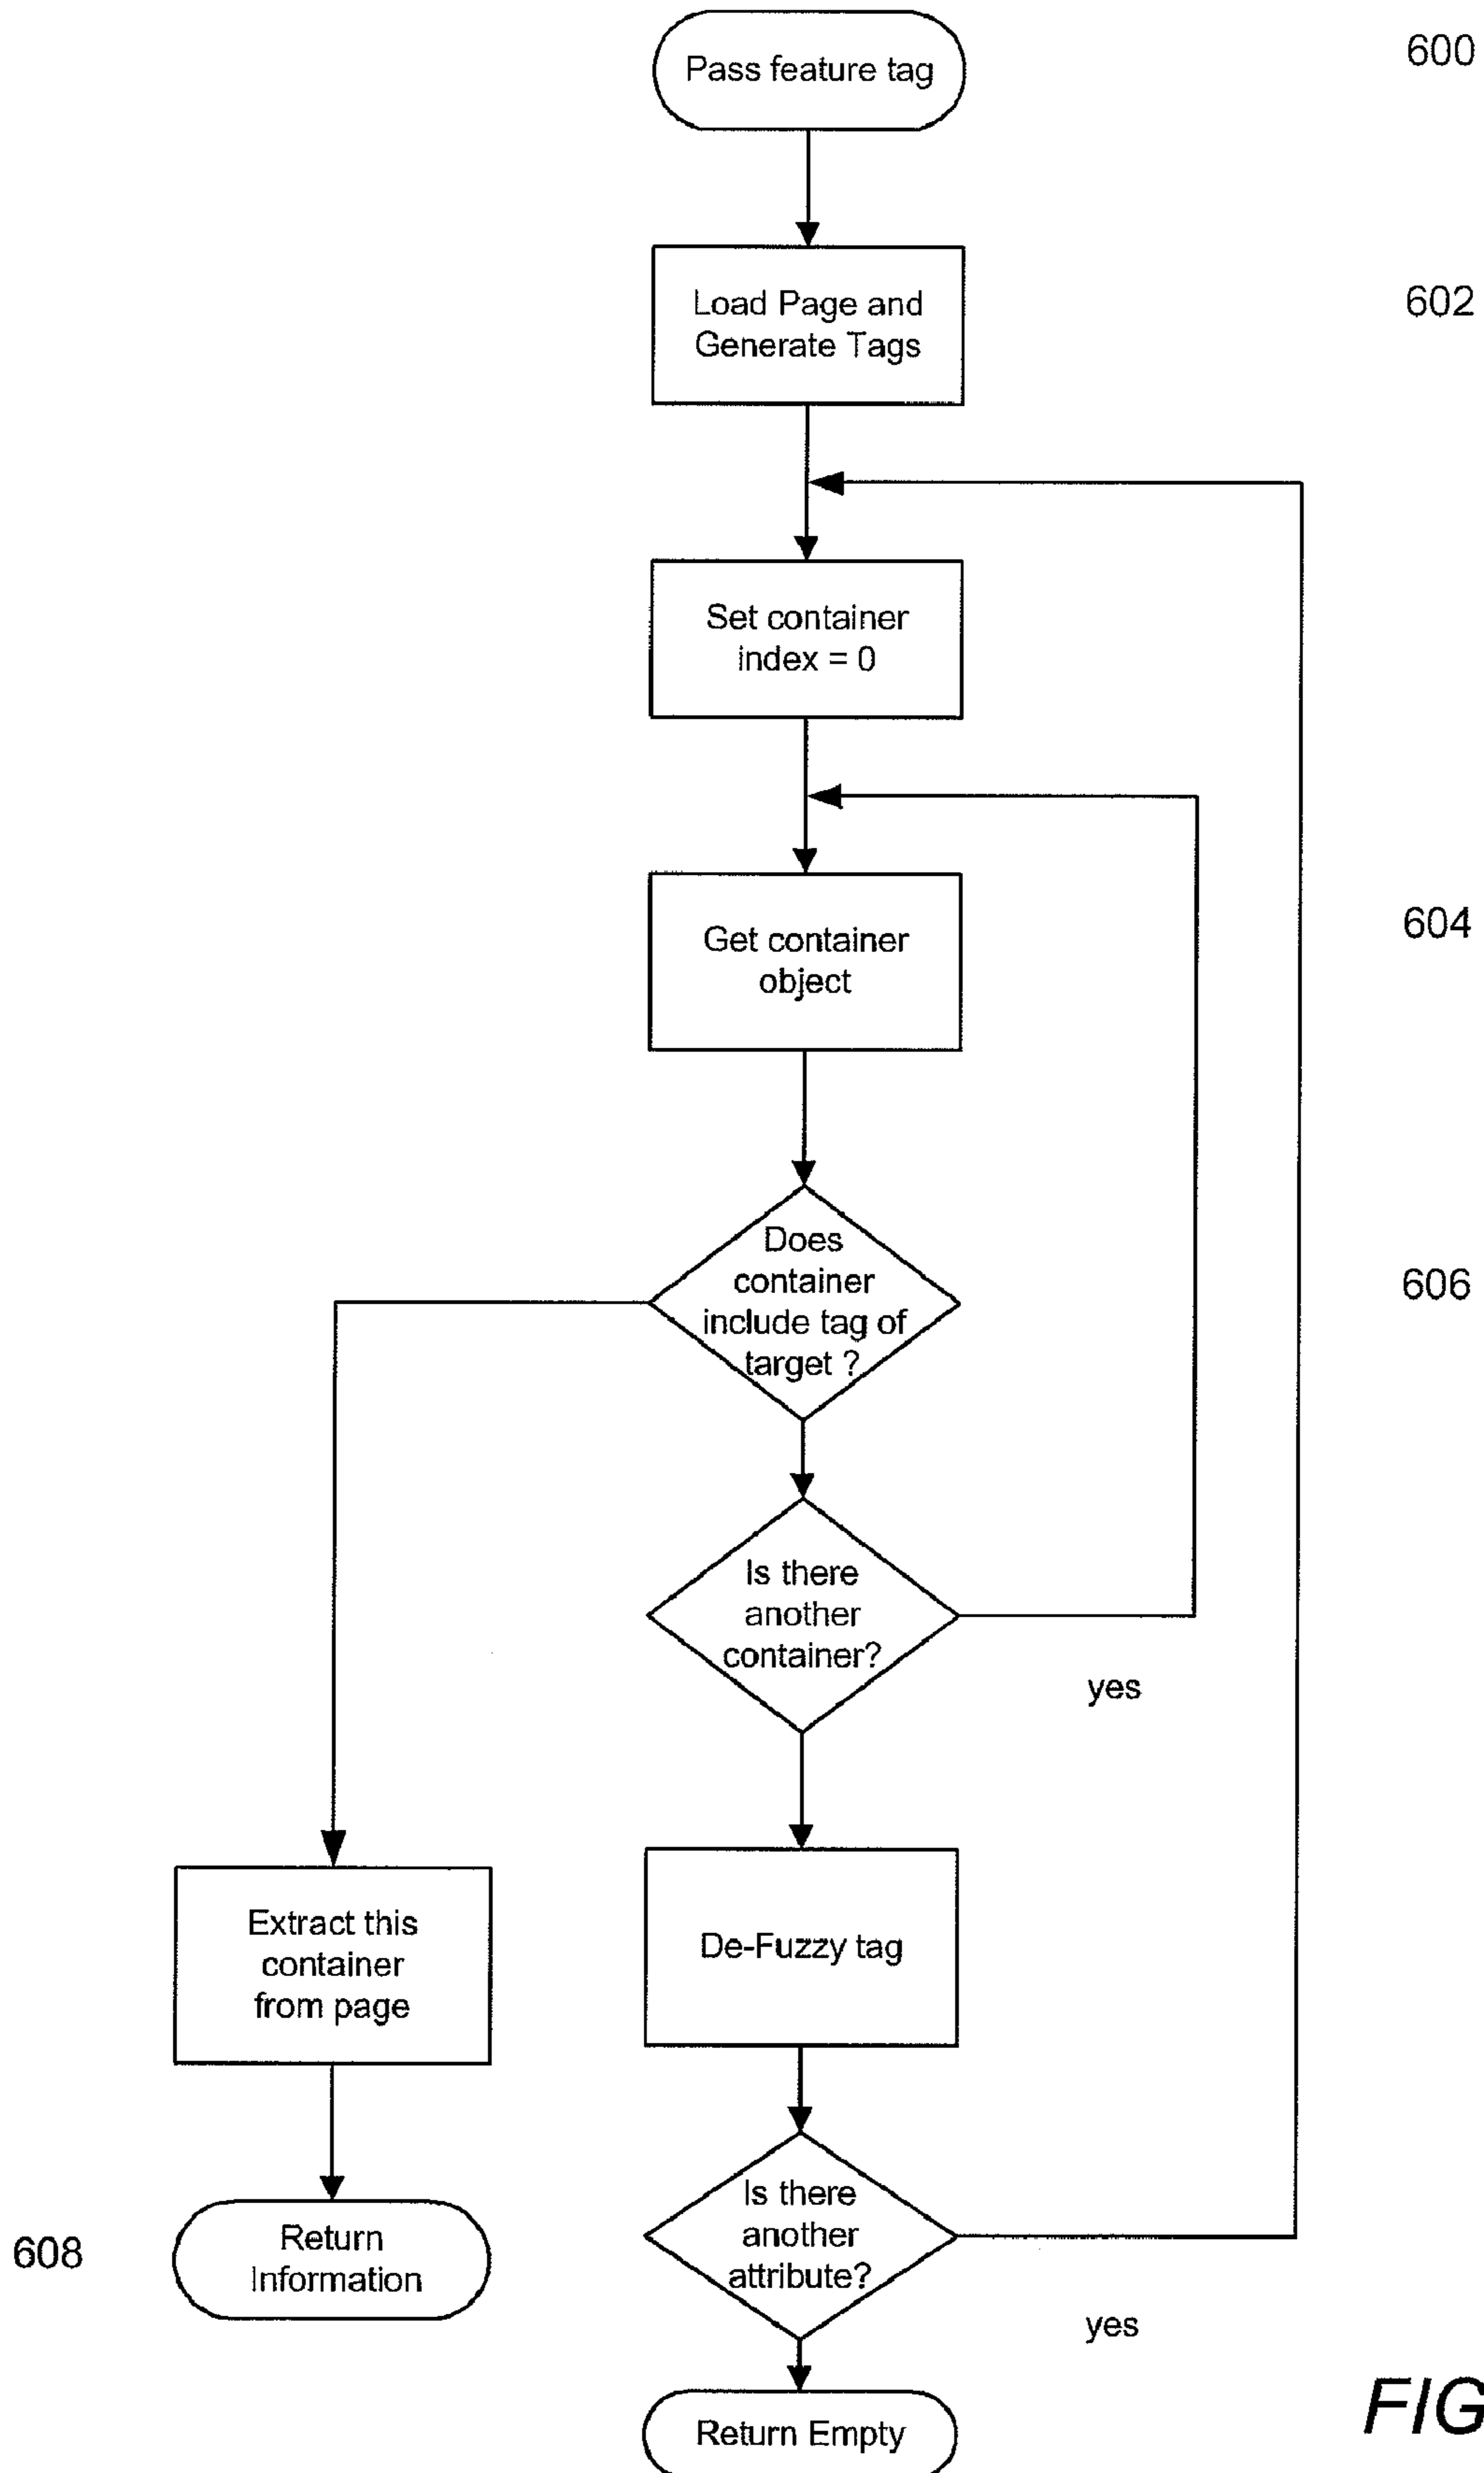 Pass feature tag
600
Load Page and
Generate Tags
602
Set container
index = 0
Get container
object
604
Does
container
include tag of
target ?
606
Is there
another
container?
yes
Extract this
container
from page
De-Fuzzy tag
608
Return
Information
Is there
another
attribute?
yes
FIG
Return Empty